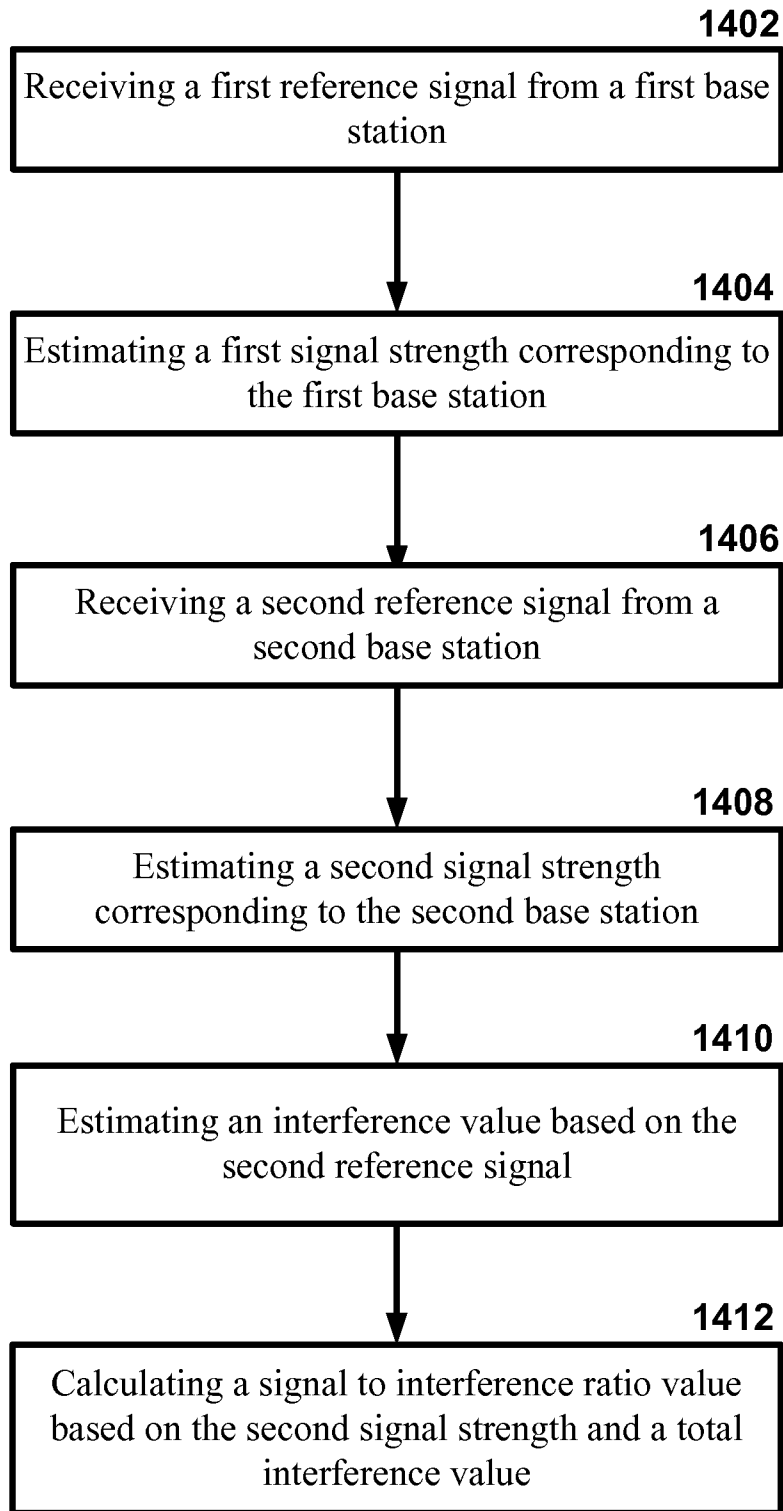 1402
Receiving a first reference signal from a first base
station
1404
Estimating a first signal strength corresponding to
the first base station
1406
Receiving a second reference signal from a
second base station
1408
Estimating a second signal strength
corresponding to the second base station
1410
Estimating an interference value based on the
second reference signal
1412
Calculating a signal to interference ratio value
based on the second signal strength and a total
interference value